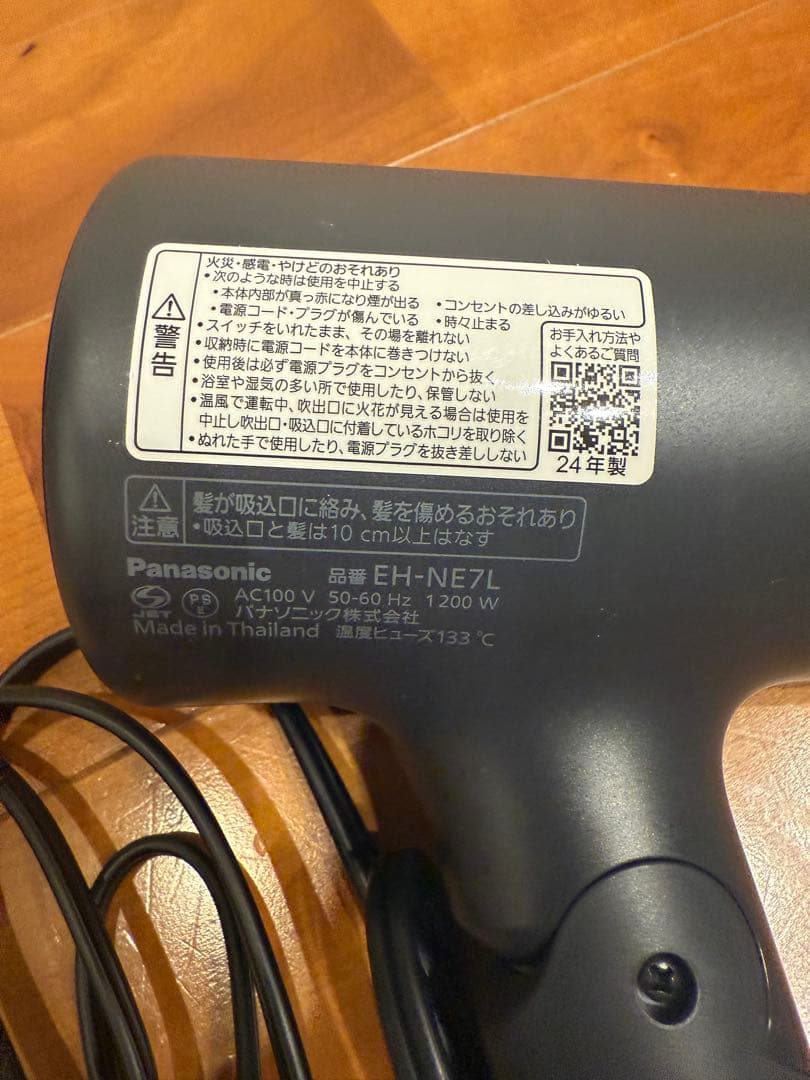 火災・感電・やけどのおそれあり
•次のような時は使用を中止する
•本体内部が真っ赤になり煙が出る •コンセントの差し込みがゆるい
•電源コード・プラグが傷んでいる •時々止まる
•スイッチをいれたまま、その場を離れない
•収納時に電源コードを本体に巻きつけない
•使用後は必ず電源プラグをコンセントから抜く
•浴室や湿気の多い所で使用したり、保管しない
•温風で運転中、吹出口に火花が見える場合は使用を
中止し吹出口・吸込口に付着しているホコリを取り除く
•ぬれた手で使用したり、電源プラグを抜き差ししない
警告
お手入れ方法や
よくあるご質問
24年製
注意
髪が吸込口に絡み、髪を傷めるおそれあり
•吸込口と髪は10 cm以上はなす
Panasonic 品番 EH-NE7L
JET PSE AC100 V 50-60 Hz 1200 W
パナソニック株式会社
Made in Thailand 温度ヒューズ133 ℃